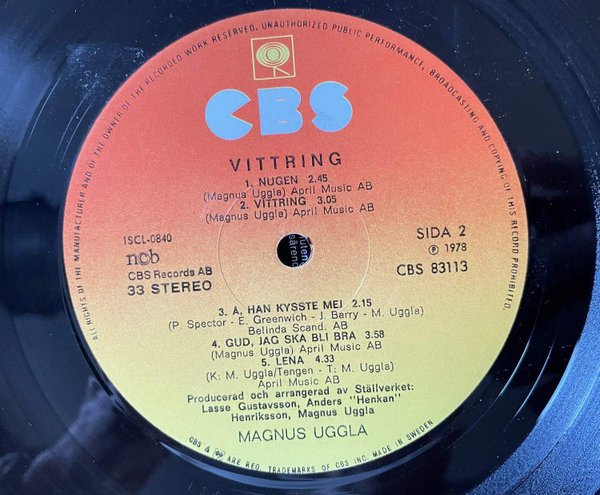 ALL RIGHTS OF THE MANUFACTURER AND OF THE OWNER OF THE RECORDED WORK RESERVED. UNAUTHORIZED PUBLIC PERFORMANCE, BROADCASTING AND COPYING OF THIS RECORD PROHIBITED.
CBS
VITTRING
1. NUGEN 2.45
(Magnus Uggla) April Music AB
2. VITTRING 3.05
(Magnus Uggla) April Music AB
1SCL-0840
ncb
CBS Records AB
33 STEREO
SIDA 2
℗ 1978
CBS 83113
3. Å, HAN KYSSTE MEJ 2.15
(P. Spector - E. Greenwich - J. Barry - M. Uggla)
Belinda Scand. AB
4. GUD, JAG SKA BLI BRA 3.58
(Magnus Uggla) April Music AB
5. LENA 4.33
(K: M. Uggla/Tengen - T: M. Uggla)
April Music AB
Producerad och arrangerad av Ställverket:
Lasse Gustavsson, Anders "Henkan"
Henriksson, Magnus Uggla
MAGNUS UGGLA
CBS & ARE REG. TRADEMARKS OF CBS INC. MADE IN SWEDEN